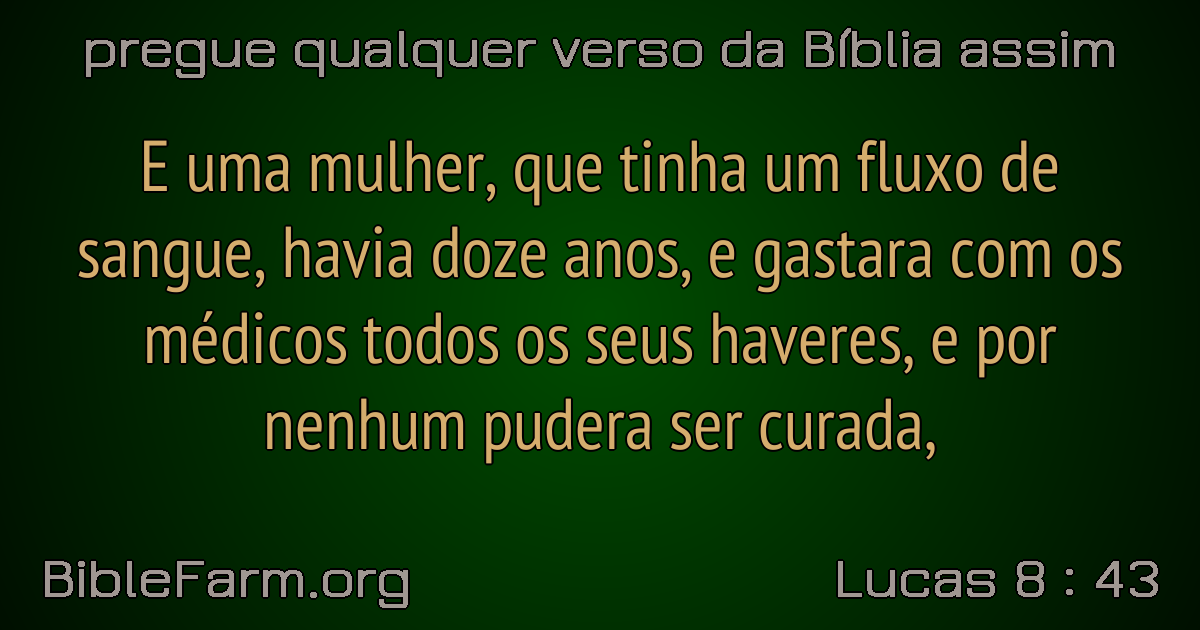 pregue qualquer verso da Bíblia assim
E uma mulher, que tinha um fluxo de
sangue, havia doze anos, e gastara com os
médicos todos os seus haveres, e por
nenhum pudera ser curada,
BibleFarm.org
Lucas 8 : 43